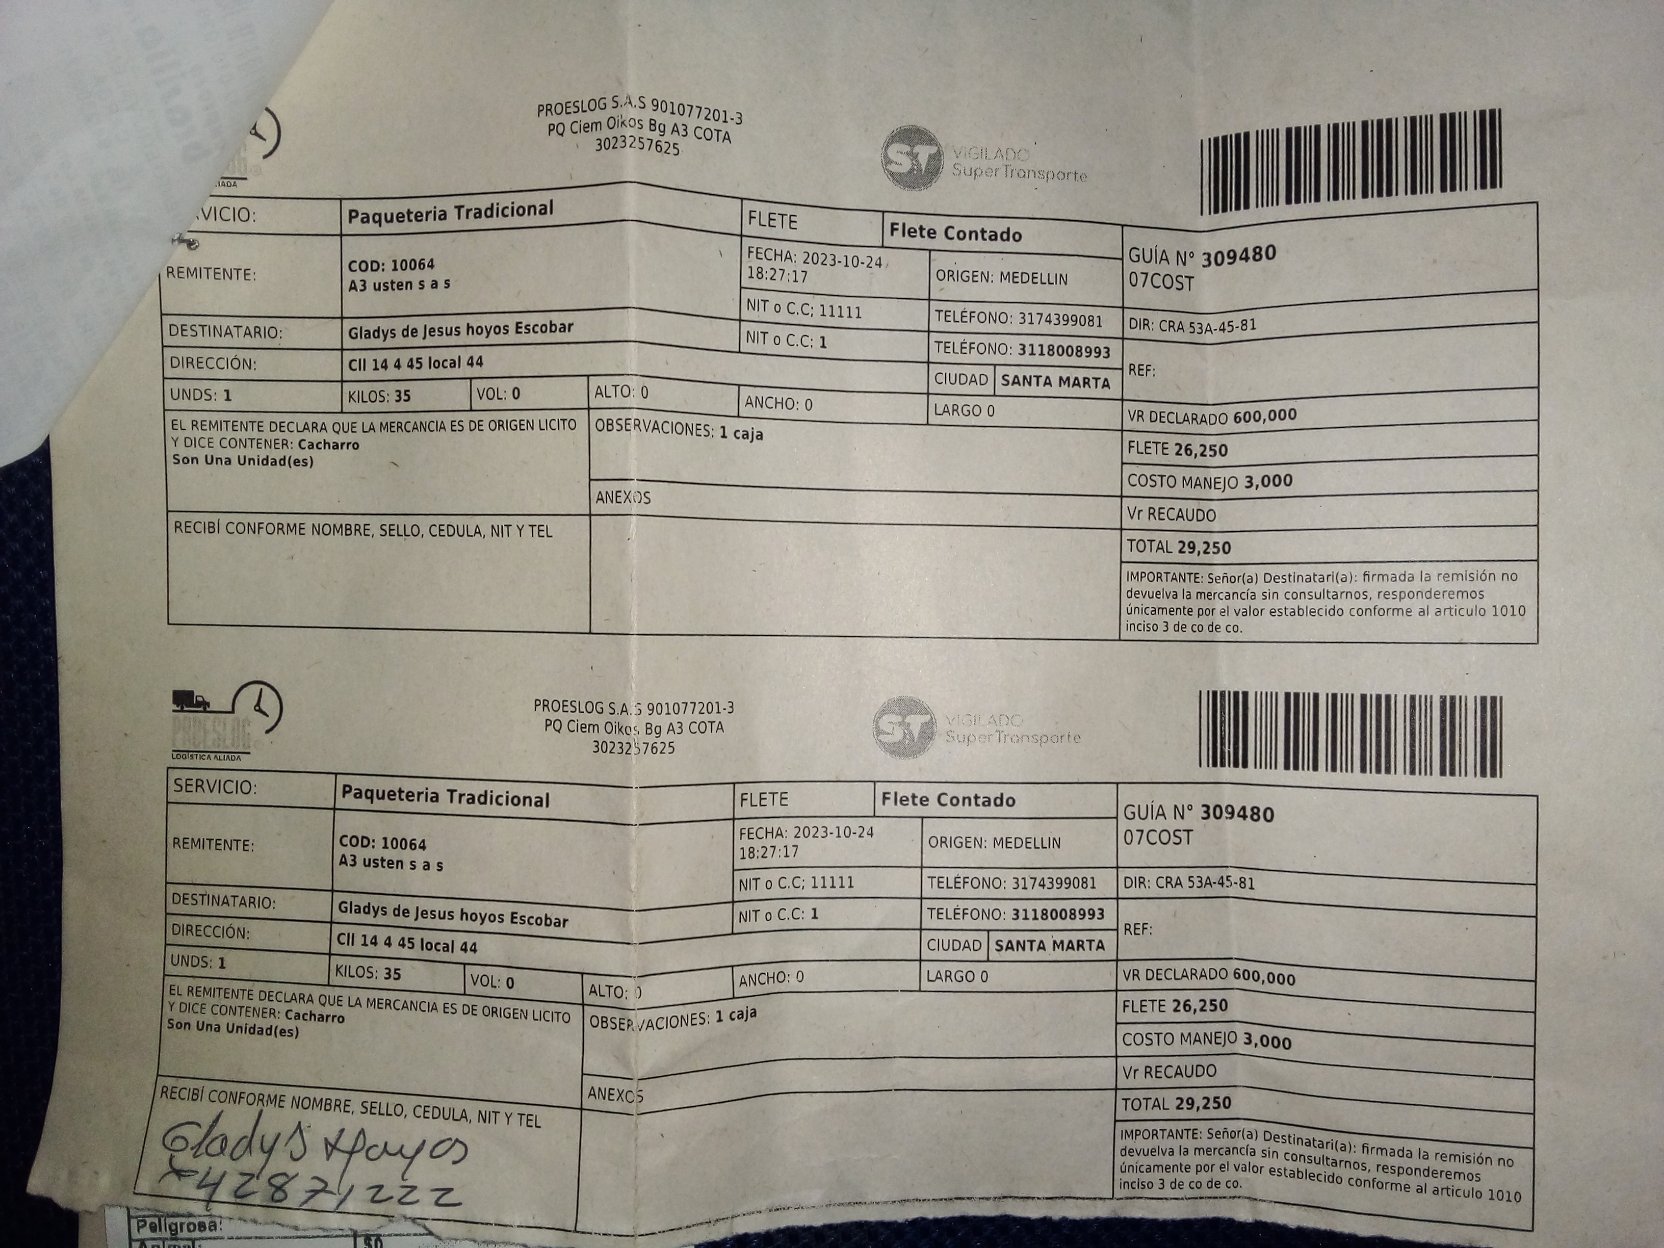 PROESLOG S.A.S 901077201-3
PQ Ciem Oikos Bg A3 COTA
3023257625
ST VIGILADO
SuperTransporte
IADA
VICIO: Paqueteria Tradicional FLETE Flete Contado
GUÍA N° 309480
07COST
REMITENTE: COD: 10064
A3 usten s a s
FECHA: 2023-10-24
18:27:17
ORIGEN: MEDELLIN
NIT o C.C; 11111 TELÉFONO: 3174399081 DIR: CRA 53A-45-81
DESTINATARIO: Gladys de Jesus hoyos Escobar NIT o C.C: 1 TELÉFONO: 3118008993
REF:
DIRECCIÓN: Cll 14 4 45 local 44 CIUDAD SANTA MARTA
UNDS: 1 KILOS: 35 VOL: 0 ALTO: 0 ANCHO: 0 LARGO 0 VR DECLARADO 600,000
EL REMITENTE DECLARA QUE LA MERCANCIA ES DE ORIGEN LICITO
Y DICE CONTENER: Cacharro
Son Una Unidad(es)
OBSERVACIONES: 1 caja
FLETE 26,250
COSTO MANEJO 3,000
ANEXOS
Vr RECAUDO
RECIBÍ CONFORME NOMBRE, SELLO, CEDULA, NIT Y TEL
TOTAL 29,250
IMPORTANTE: Señor(a) Destinatari(a): firmada la remisión no
devuelva la mercancía sin consultarnos, responderemos
únicamente por el valor establecido conforme al articulo 1010
inciso 3 de co de co.
PROESLOG
LOGÍSTICA ALIADA
PROESLOG S.A.S 901077201-3
PQ Ciem Oikos Bg A3 COTA
3023257625
ST VIGILADO
SuperTransporte
SERVICIO: Paqueteria Tradicional FLETE Flete Contado
GUÍA N° 309480
07COST
REMITENTE: COD: 10064
A3 usten s a s
FECHA: 2023-10-24
18:27:17
ORIGEN: MEDELLIN
NIT o C.C; 11111 TELÉFONO: 3174399081 DIR: CRA 53A-45-81
DESTINATARIO: Gladys de Jesus hoyos Escobar NIT o C.C: 1 TELÉFONO: 3118008993
REF:
DIRECCIÓN: Cll 14 4 45 local 44 CIUDAD SANTA MARTA
UNDS: 1 KILOS: 35 VOL: 0 ALTO: 0 ANCHO: 0 LARGO 0 VR DECLARADO 600,000
EL REMITENTE DECLARA QUE LA MERCANCIA ES DE ORIGEN LICITO
Y DICE CONTENER: Cacharro
Son Una Unidad(es)
OBSERVACIONES: 1 caja
FLETE 26,250
COSTO MANEJO 3,000
ANEXOS
Vr RECAUDO
RECIBÍ CONFORME NOMBRE, SELLO, CEDULA, NIT Y TEL
TOTAL 29,250
Gladys Hoyos
42871222
IMPORTANTE: Señor(a) Destinatari(a): firmada la remisión no
devuelva la mercancía sin consultarnos, responderemos
únicamente por el valor establecido conforme al articulo 1010
inciso 3 de co de co.
Peligrosa:
$0